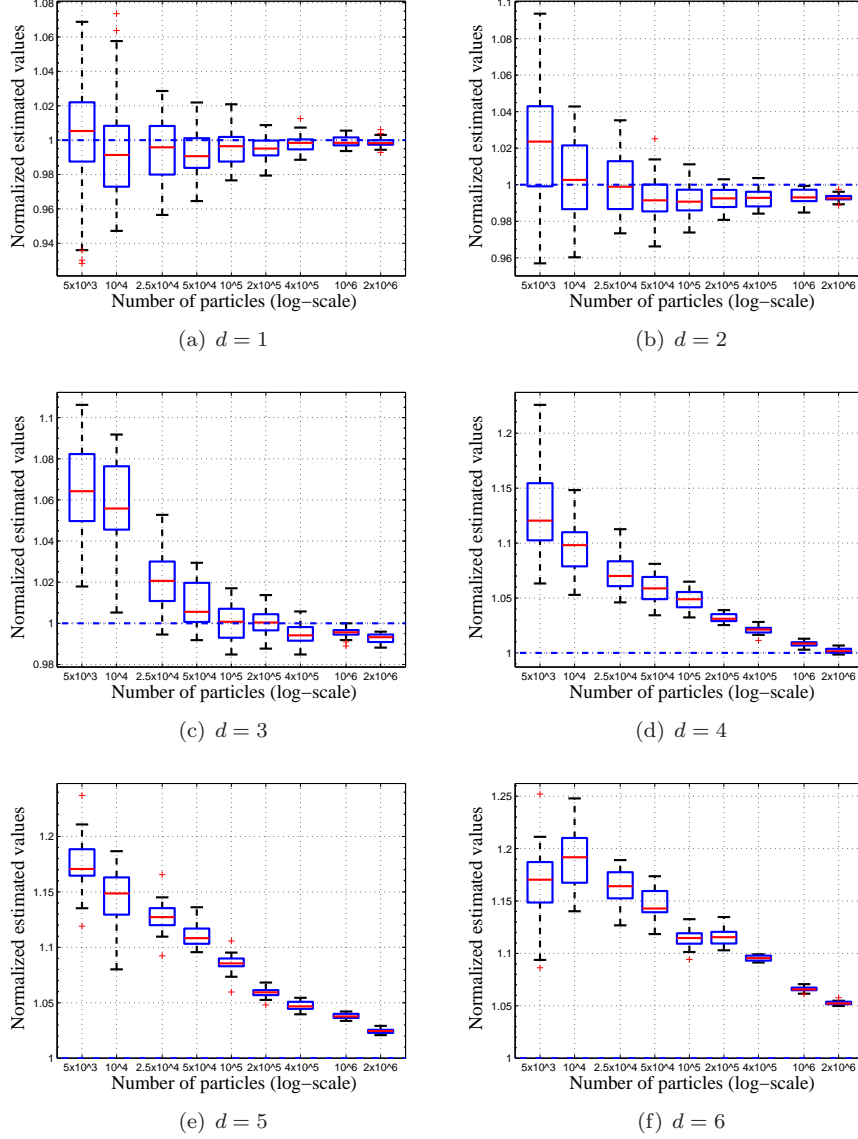 1.08
1.06
1.04
1.02
1
0.98
0.96
0.94
Normalized estimated values
5x10^3 10^4 2.5x10^4 5x10^4 10^5 2x10^5 4x10^5 10^6 2x10^6
Number of particles (log-scale)
(a) d = 1
1.1
1.08
1.06
1.04
1.02
1
0.98
0.96
Normalized estimated values
5x10^3 10^4 2.5x10^4 5x10^4 10^5 2x10^5 4x10^5 10^6 2x10^6
Number of particles (log-scale)
(b) d = 2
1.1
1.08
1.06
1.04
1.02
1
0.98
Normalized estimated values
5x10^3 10^4 2.5x10^4 5x10^4 10^5 2x10^5 4x10^5 10^6 2x10^6
Number of particles (log-scale)
(c) d = 3
1.2
1.15
1.1
1.05
1
Normalized estimated values
5x10^3 10^4 2.5x10^4 5x10^4 10^5 2x10^5 4x10^5 10^6 2x10^6
Number of particles (log-scale)
(d) d = 4
1.2
1.15
1.1
1.05
1
Normalized estimated values
5x10^3 10^4 2.5x10^4 5x10^4 10^5 2x10^5 4x10^5 10^6 2x10^6
Number of particles (log-scale)
(e) d = 5
1.25
1.2
1.15
1.1
1.05
1
Normalized estimated values
5x10^3 10^4 2.5x10^4 5x10^4 10^5 2x10^5 4x10^5 10^6 2x10^6
Number of particles (log-scale)
(f) d = 6